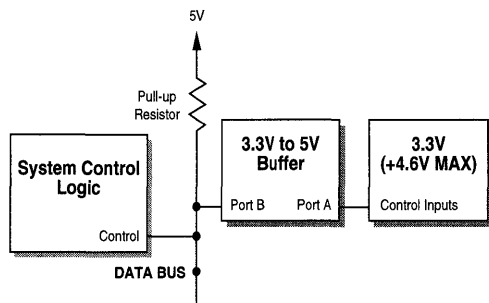 5V
Pull-up
Resistor
System Control
Logic
Control
3.3V to 5V
Buffer
Port B
Port A
3.3V
(+4.6V MAX)
Control Inputs
DATA BUS